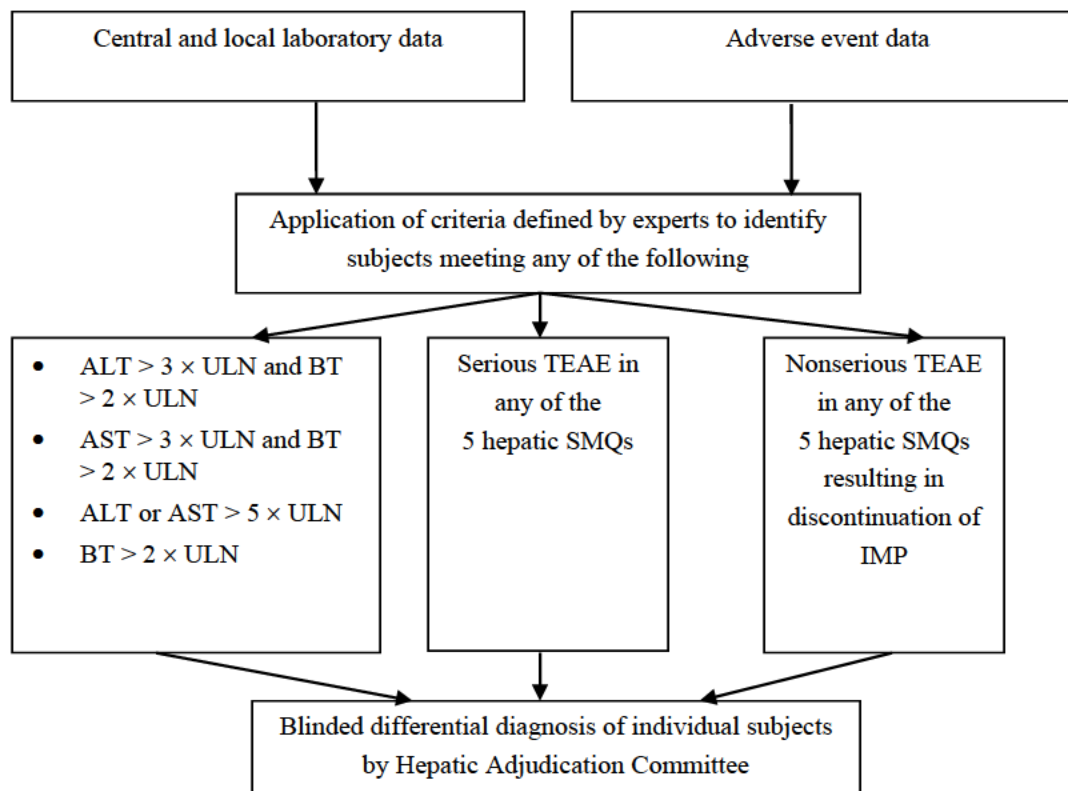 Central and local laboratory data
Adverse event data
Application of criteria defined by experts to identify
subjects meeting any of the following
• ALT > 3 × ULN and BT
> 2 × ULN
• AST > 3 × ULN and BT
> 2 × ULN
• ALT or AST > 5 × ULN
• BT > 2 × ULN
Serious TEAE in
any of the
5 hepatic SMQs
Nonserious TEAE
in any of the
5 hepatic SMQs
resulting in
discontinuation of
IMP
Blinded differential diagnosis of individual subjects
by Hepatic Adjudication Committee